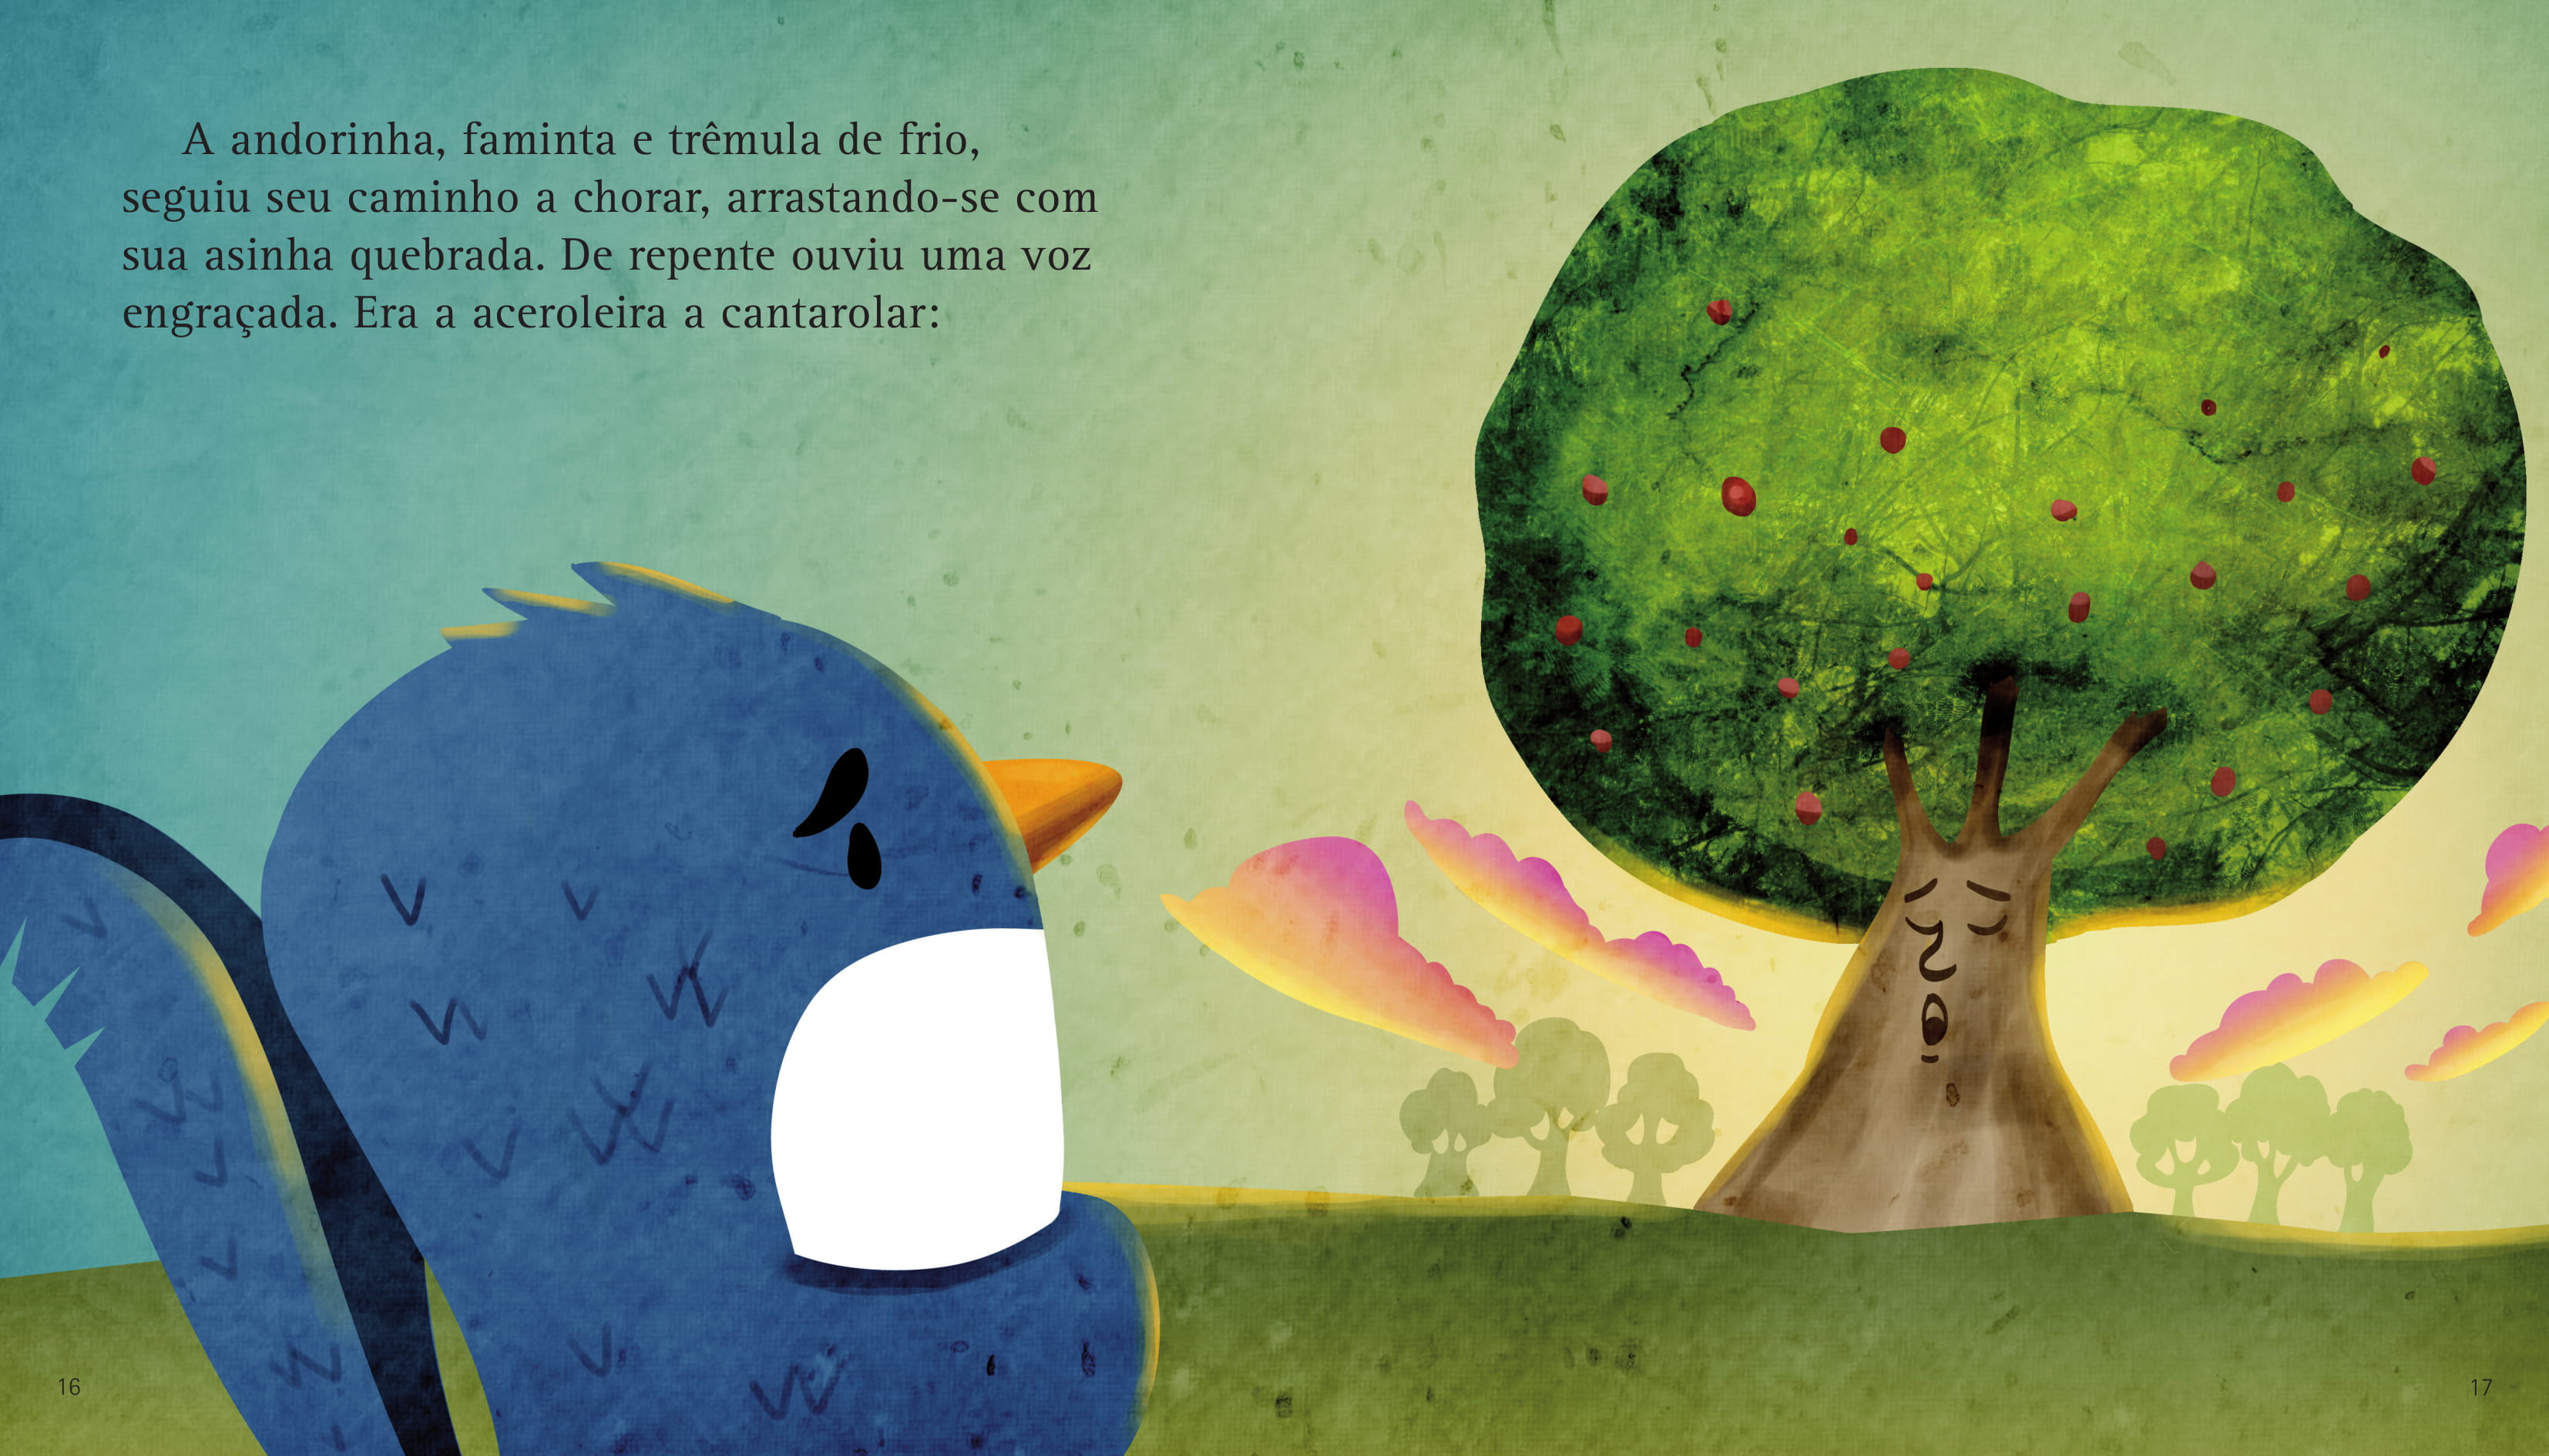 A andorinha, faminta e trêmula de frio,
seguiu seu caminho a chorar, arrastando-se com
sua asinha quebrada. De repente ouviu uma voz
engraçada. Era a aceroleira a cantarolar:
16
17